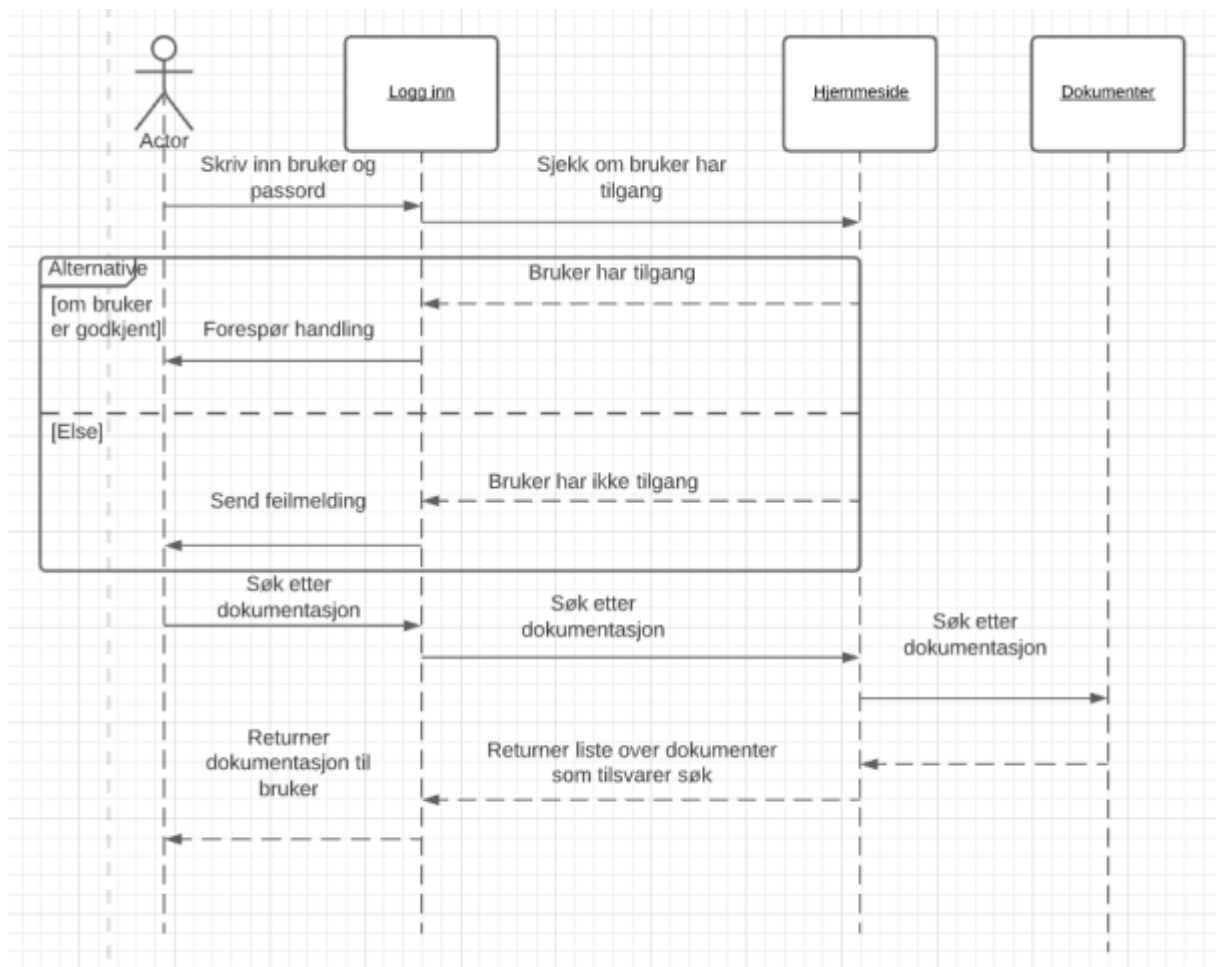 Logg inn
Hjemmeside
Dokumenter
Actor
Skriv inn bruker og
passord
Sjekk om bruker har
tilgang
Alternative
Bruker har tilgang
[om bruker
er godkjent]
Forespør handling
[Else]
Bruker har ikke tilgang
Send feilmelding
Søk etter
dokumentasjon
Søk etter
dokumentasjon
Søk etter
dokumentasjon
Returner
dokumentasjon til
bruker
Returner liste over dokumenter
som tilsvarer søk